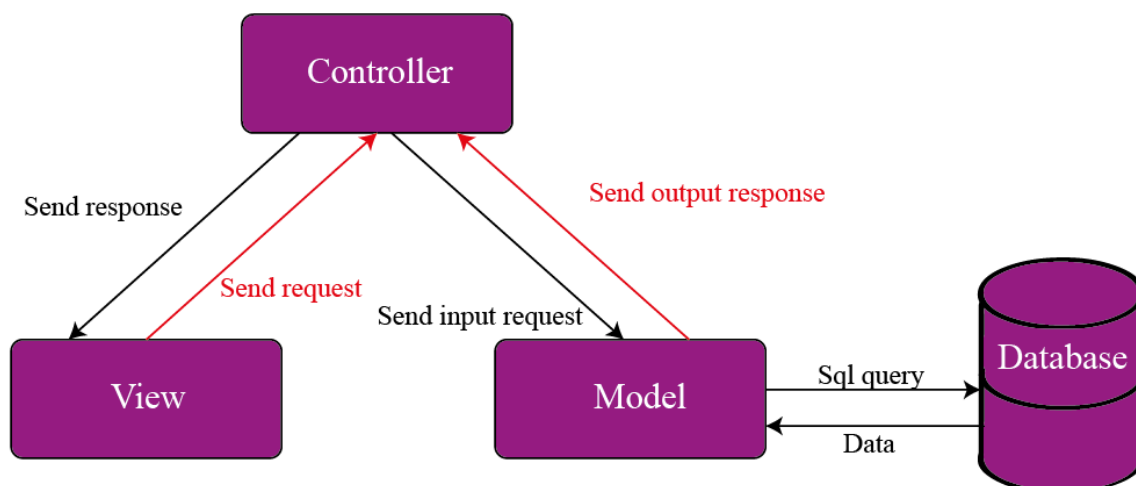 Controller
Send response
Send output response
Send request
Send input request
View
Model
Sql query
Data
Database